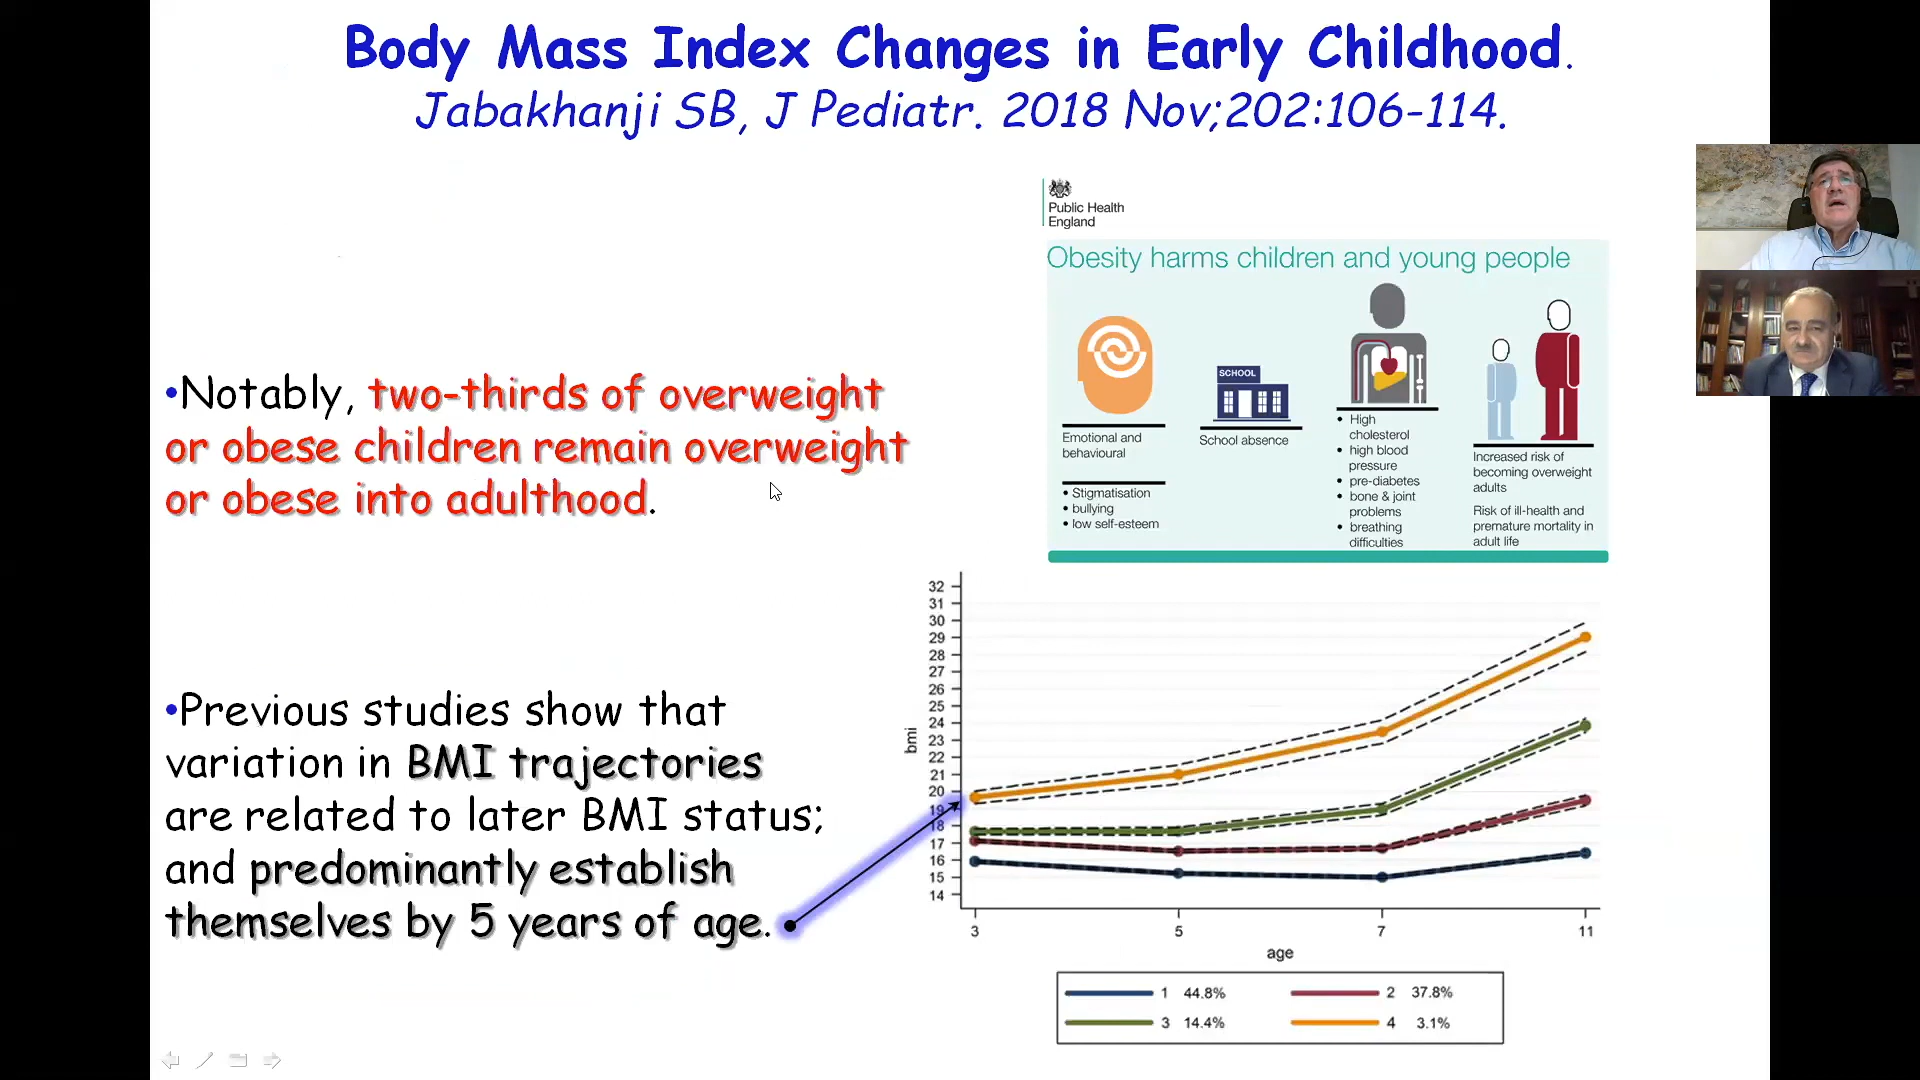 Body Mass Index Changes in Early Childhood.
Jabakhanji SB, J Pediatr. 2018 Nov;202:106-114.
•Notably, two-thirds of overweight
or obese children remain overweight
or obese into adulthood.
•Previous studies show that
variation in BMI trajectories
are related to later BMI status;
and predominantly establish
themselves by 5 years of age.
Public Health
England
Obesity harms children and young people
Emotional and
behavioural
• Stigmatisation
• bullying
• low self-esteem
SCHOOL
School absence
• High
cholesterol
• high blood
pressure
• pre-diabetes
• bone & joint
problems
• breathing
difficulties
Increased risk of
becoming overweight
adults
Risk of ill-health and
premature mortality in
adult life
32
31
30
29
28
27
26
25
24
23
22
21
20
19
18
17
16
15
14
bmi
3 5 7 11
age
1 44.8% 2 37.8%
3 14.4% 4 3.1%